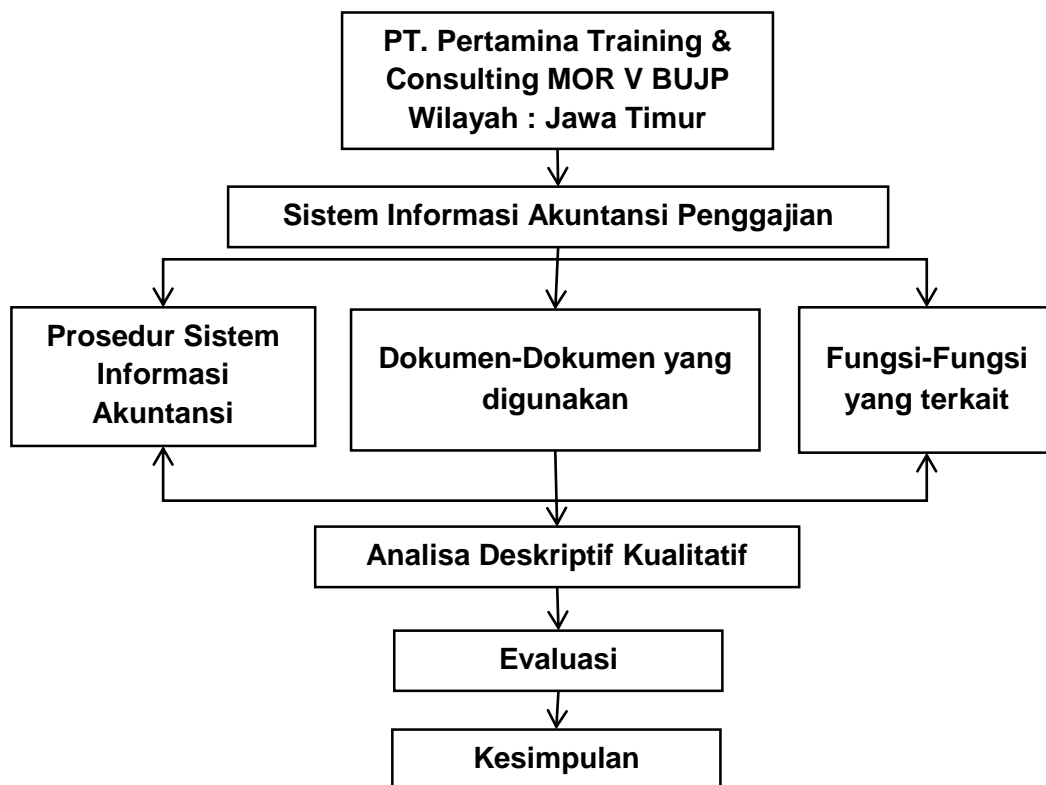 PT. Pertamina Training &
Consulting MOR V BUJP
Wilayah : Jawa Timur
Sistem Informasi Akuntansi Penggajian
Prosedur Sistem
Informasi
Akuntansi
Dokumen-Dokumen yang
digunakan
Fungsi-Fungsi
yang terkait
Analisa Deskriptif Kualitatif
Evaluasi
Kesimpulan